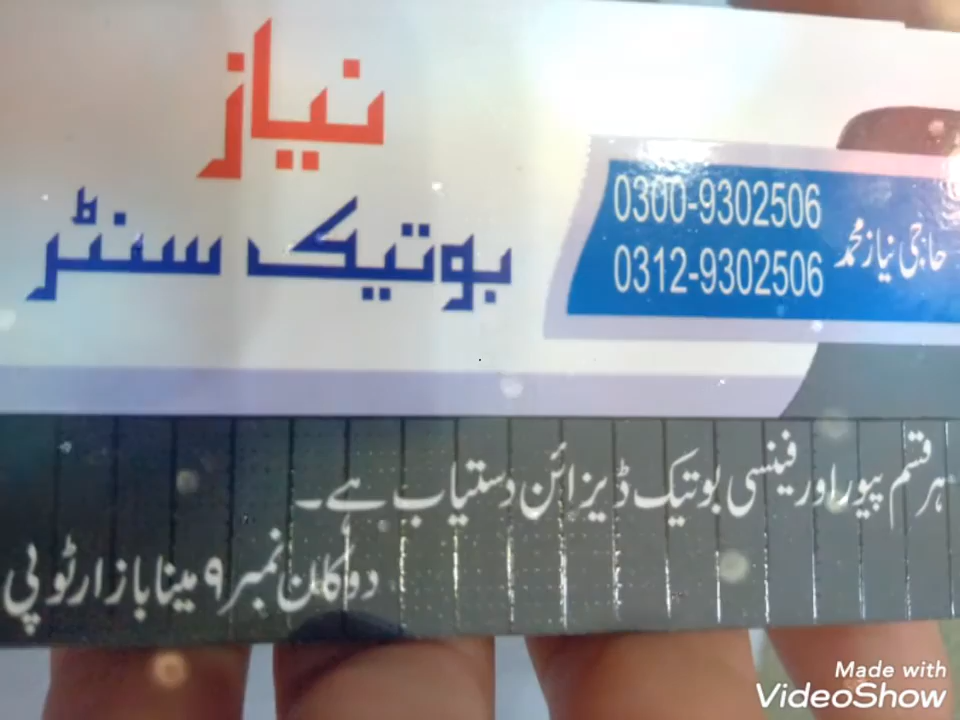 نیاز
بوتیک سنٹر
0300-9302506
0312-9302506
حاجی نیاز محمد
ہر قسم پیور اور فینسی بوتیک ڈیزائن دستیاب ہے۔
دوکان نمبر ۹ مینا بازار ٹوپی
Made with
VideoShow